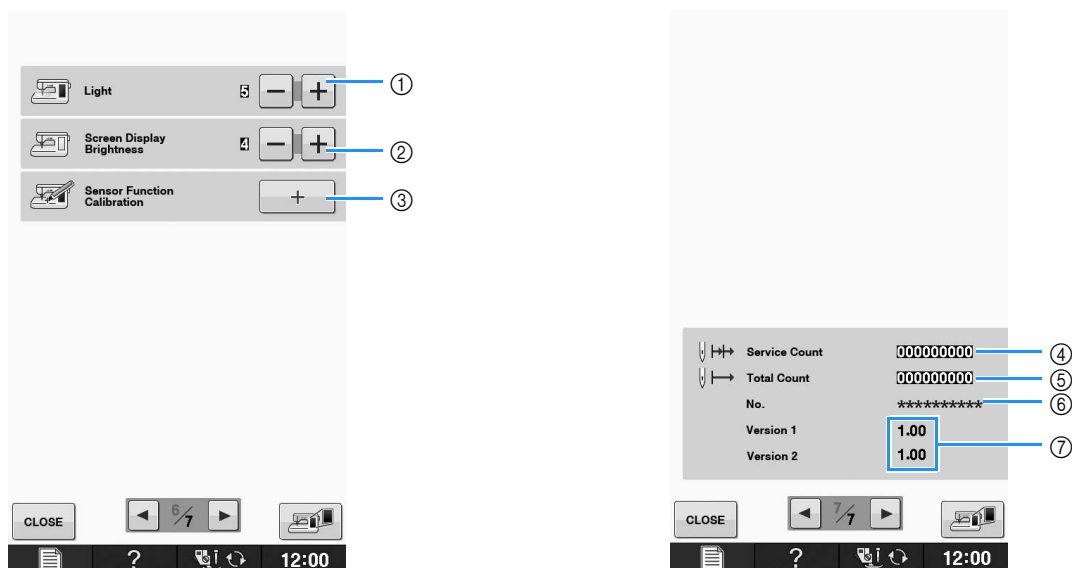 Light 5 − + ①
Screen Display
Brightness 4 − + ②
Sensor Function
Calibration + ③
CLOSE 6/7
? 12:00
Service Count 000000000 ④
Total Count 000000000 ⑤
No. ********** ⑥
Version 1 1.00
Version 2 1.00 ⑦
CLOSE 7/7
? 12:00